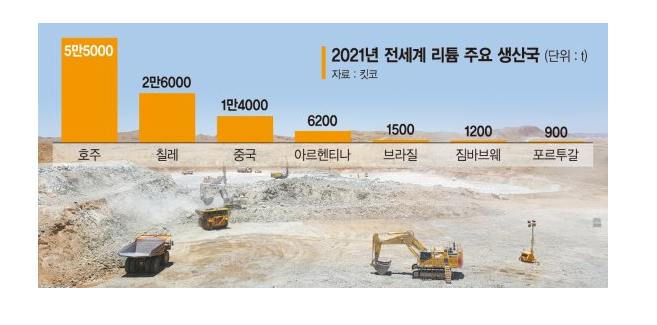 2021년 전세계 리튬 주요 생산국 (단위 : t)
자료 : 킷코
5만5000
2만6000
1만4000
6200
1500
1200
900
호주
칠레
중국
아르헨티나
브라질
짐바브웨
포르투갈